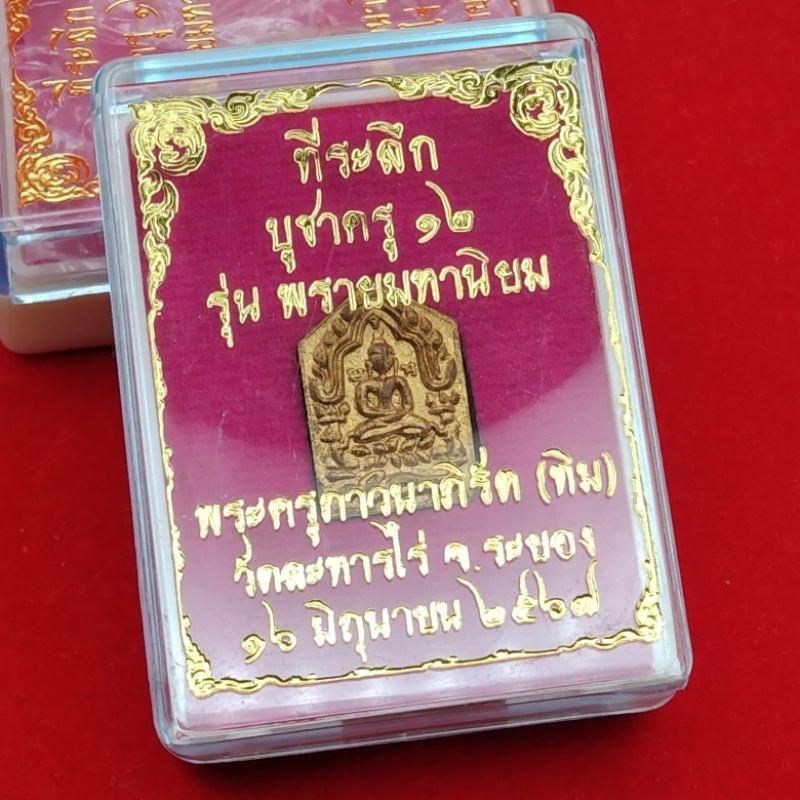 ที่ระลึก
บูชาครู ๑๒
รุ่น พรายมหานิยม
พระครูภาวนาภิรัต (ทิม)
วัดละหารไร่ จ.ระยอง
๑๖ มิถุนายน ๒๕๖๗